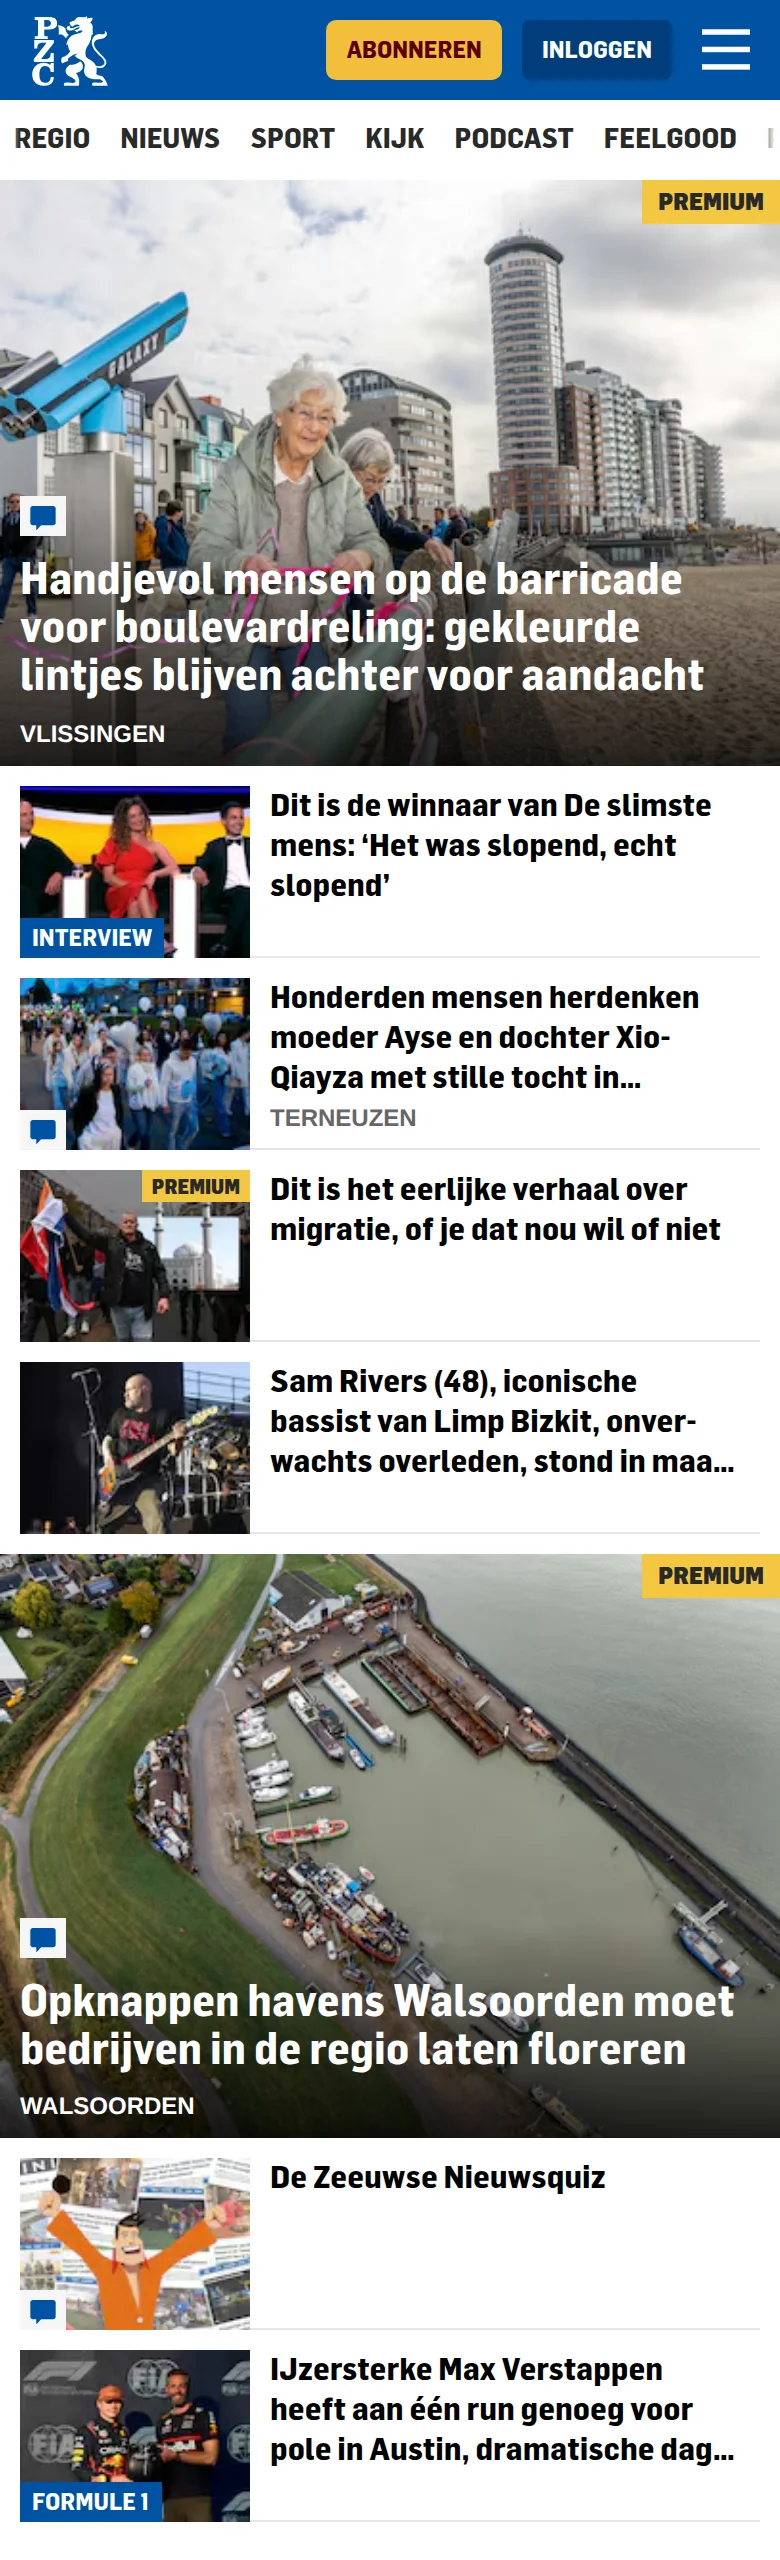 PZC
ABONNEREN
INLOGGEN
REGIO NIEUWS SPORT KIJK PODCAST FEELGOOD
PREMIUM
GALAXY
Handjevol mensen op de barricade
voor boulevardreling: gekleurde
lintjes blijven achter voor aandacht
VLISSINGEN
Dit is de winnaar van De slimste
mens: ‘Het was slopend, echt
slopend’
INTERVIEW
Honderden mensen herdenken
moeder Ayse en dochter Xio-
Qiayza met stille tocht in...
TERNEUZEN
PREMIUM
Dit is het eerlijke verhaal over
migratie, of je dat nou wil of niet
Sam Rivers (48), iconische
bassist van Limp Bizkit, onver-
wachts overleden, stond in maa...
PREMIUM
Opknappen havens Walsoorden moet
bedrijven in de regio laten floreren
WALSOORDEN
De Zeeuwse Nieuwsquiz
IJzersterke Max Verstappen
heeft aan één run genoeg voor
pole in Austin, dramatische dag...
FIA
FORMULE 1